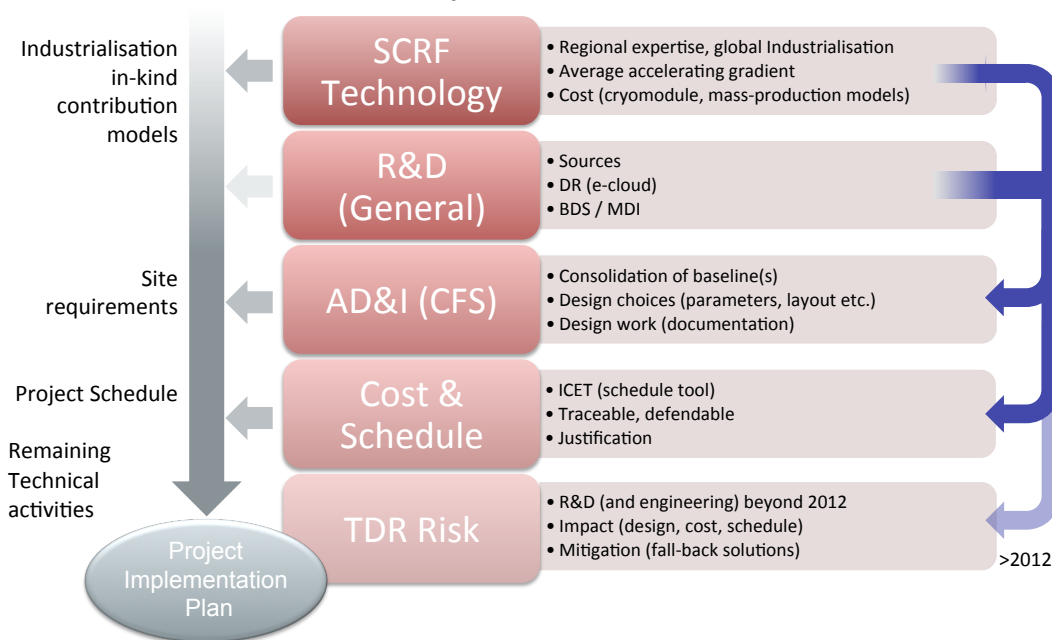 Industrialisation
in-kind
contribution
models
SCRF
Technology
• Regional expertise, global Industrialisation
• Average accelerating gradient
• Cost (cryomodule, mass-production models)
R&D
(General)
• Sources
• DR (e-cloud)
• BDS / MDI
Site
requirements
AD&I (CFS)
• Consolidation of baseline(s)
• Design choices (parameters, layout etc.)
• Design work (documentation)
Project Schedule
Cost &
Schedule
• ICET (schedule tool)
• Traceable, defendable
• Justification
Remaining
Technical
activities
TDR Risk
• R&D (and engineering) beyond 2012
• Impact (design, cost, schedule)
• Mitigation (fall-back solutions)
>2012
Project
Implementation
Plan